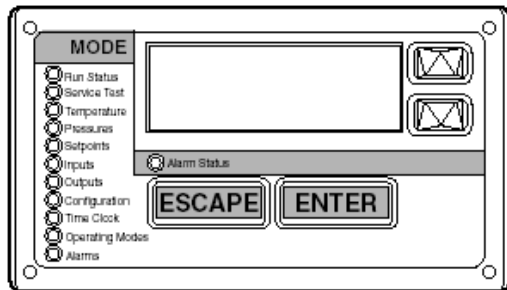 MODE
Run Status
Service Test
Temperature
Pressures
Setpoints
Inputs
Outputs
Configuration
Time Clock
Operating Modes
Alarms
Alarm Status
ESCAPE
ENTER